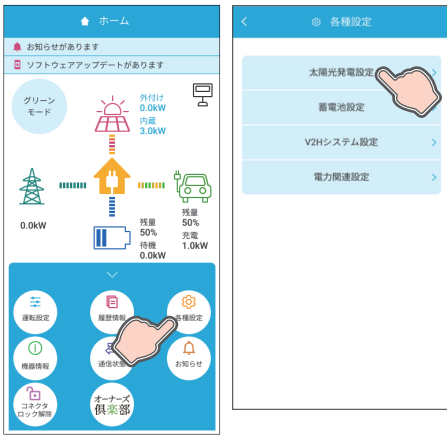 ホーム
お知らせがあります
ソフトウェアアップデートがあります
グリーン
モード
外付け
0.0kW
内蔵
3.0kW
0.0kW
残量
50%
待機
0.0kW
残量
50%
充電
1.0kW
運転設定
履歴情報
各種設定
機器情報
通信状態
お知らせ
コネクタ
ロック解除
オーナーズ
倶楽部
各種設定
太陽光発電設定
蓄電池設定
V2Hシステム設定
電力関連設定